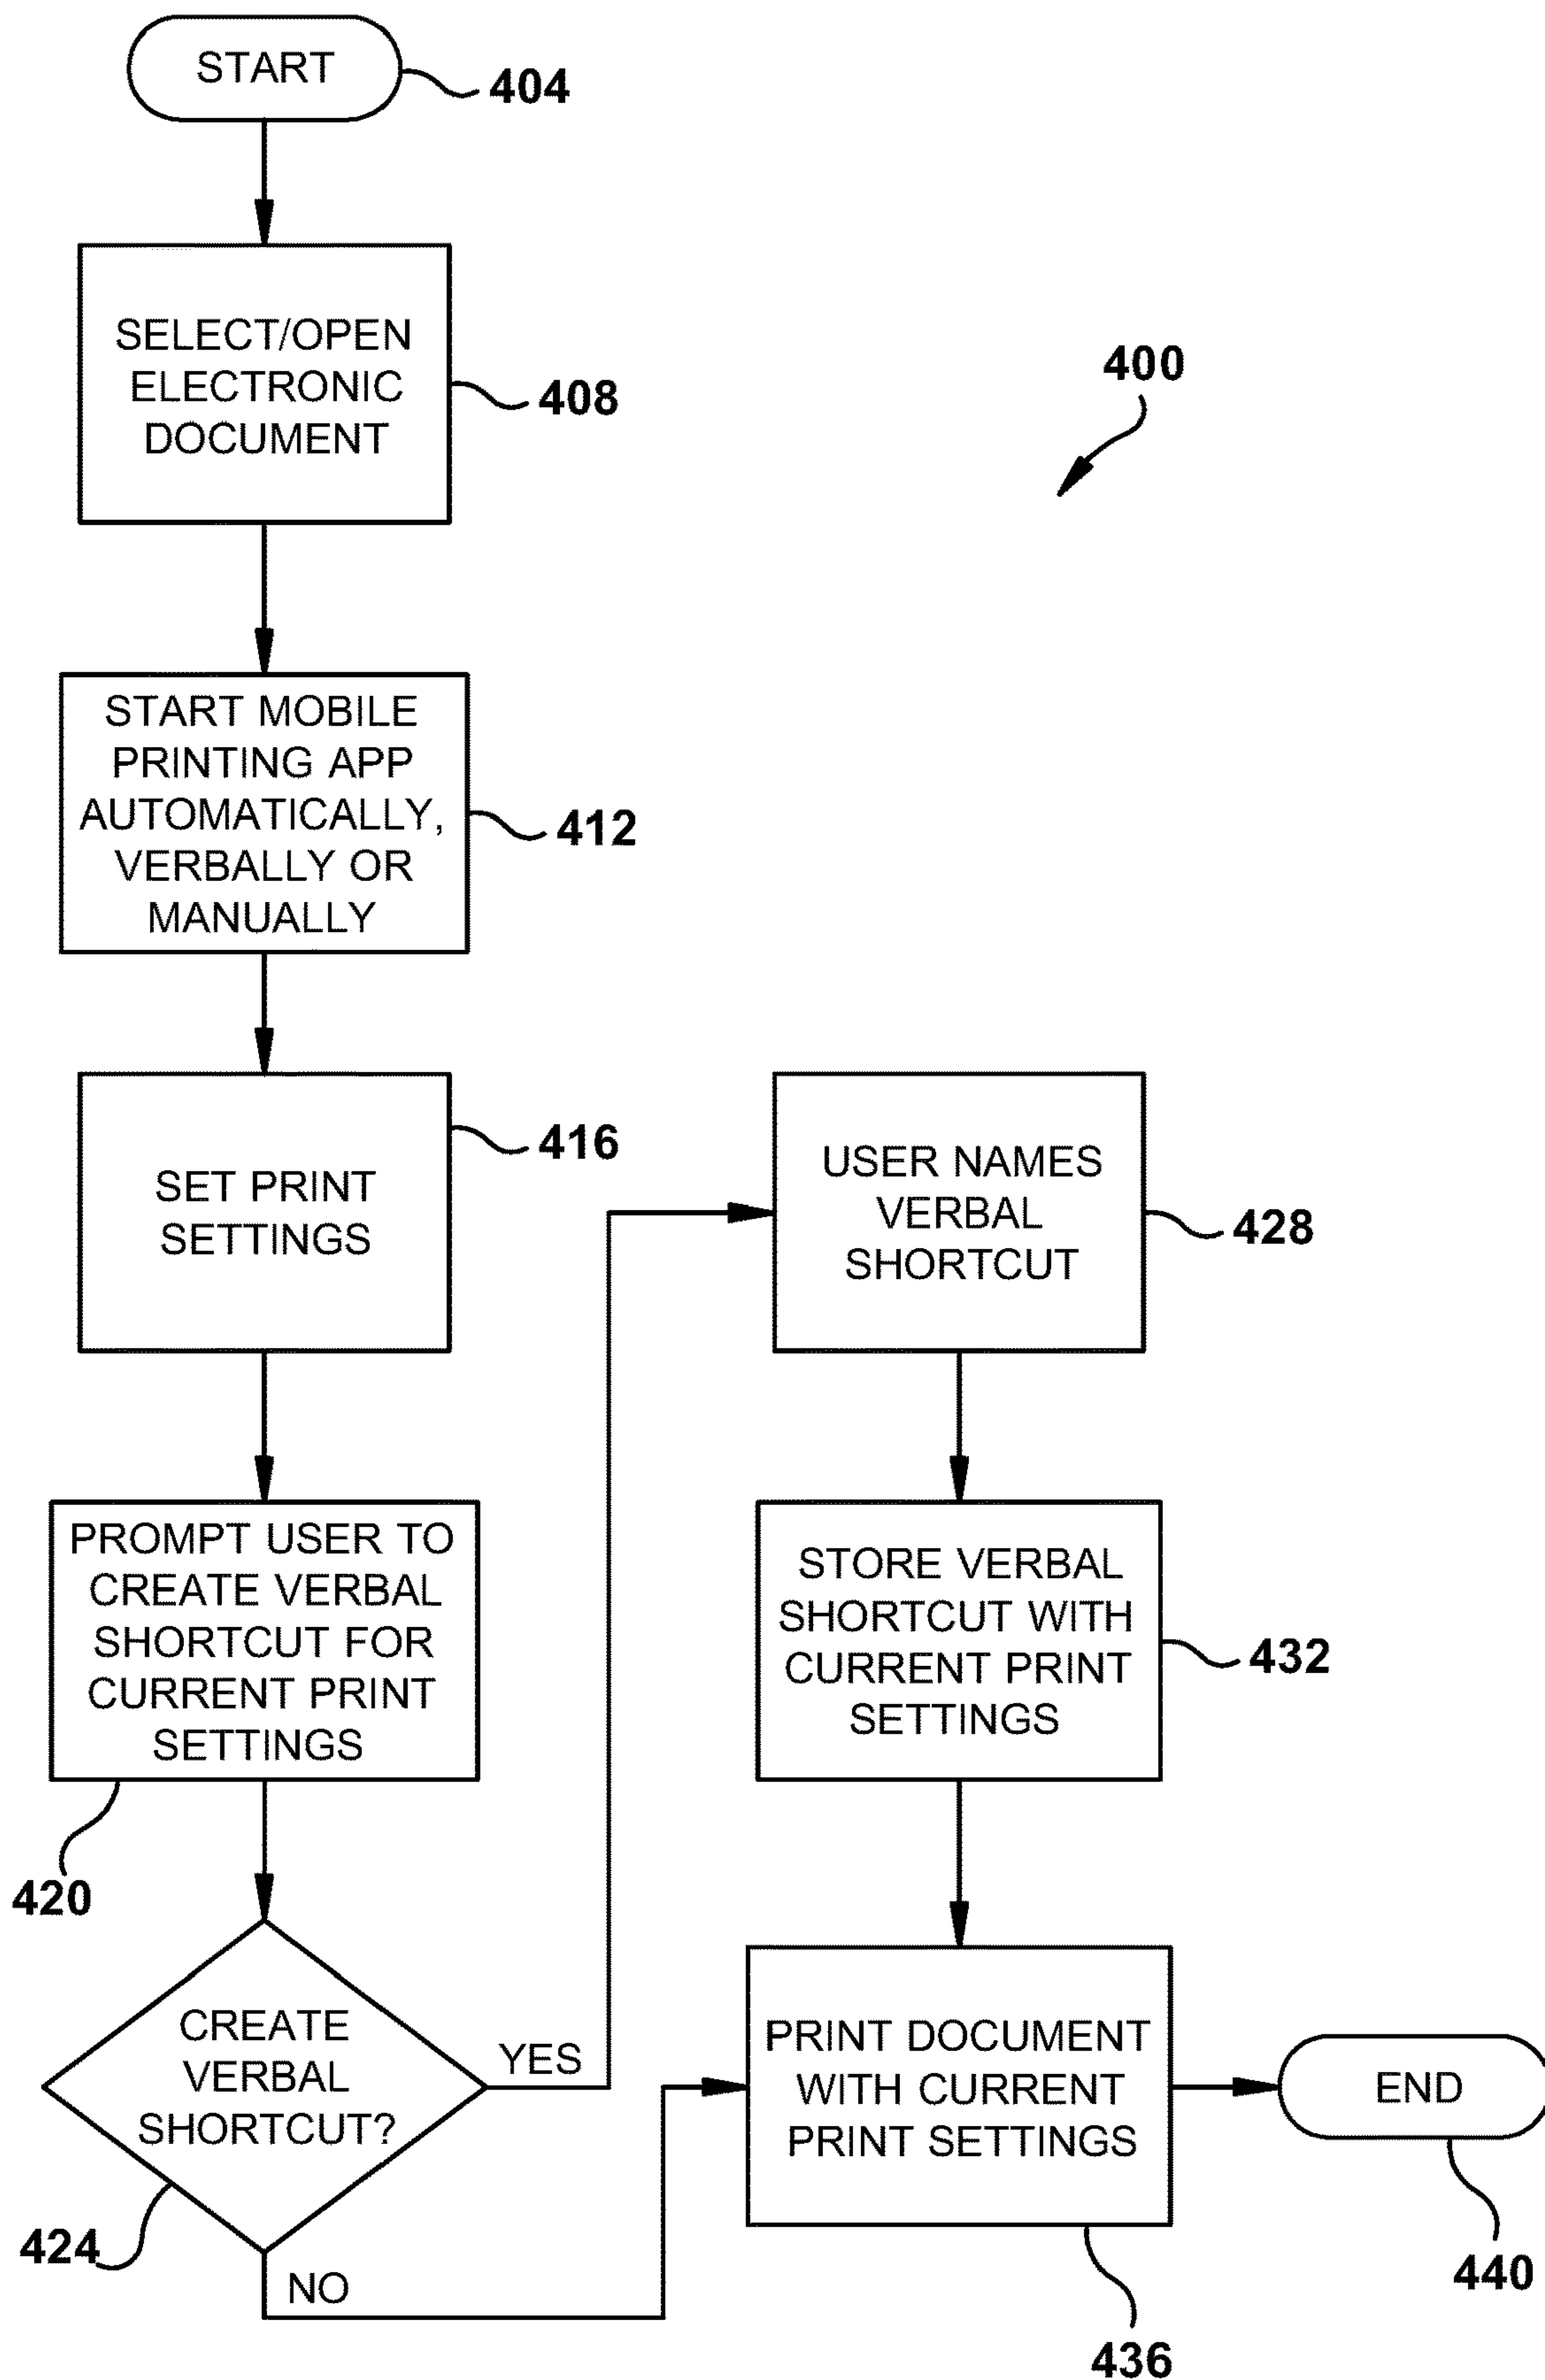 START
404
SELECT/OPEN
ELECTRONIC
DOCUMENT
408
400
START MOBILE
PRINTING APP
AUTOMATICALLY,
VERBALLY OR
MANUALLY
412
SET PRINT
SETTINGS
416
PROMPT USER TO
CREATE VERBAL
SHORTCUT FOR
CURRENT PRINT
SETTINGS
420
CREATE
VERBAL
SHORTCUT?
424
YES
NO
USER NAMES
VERBAL
SHORTCUT
428
STORE VERBAL
SHORTCUT WITH
CURRENT PRINT
SETTINGS
432
PRINT DOCUMENT
WITH CURRENT
PRINT SETTINGS
436
END
440